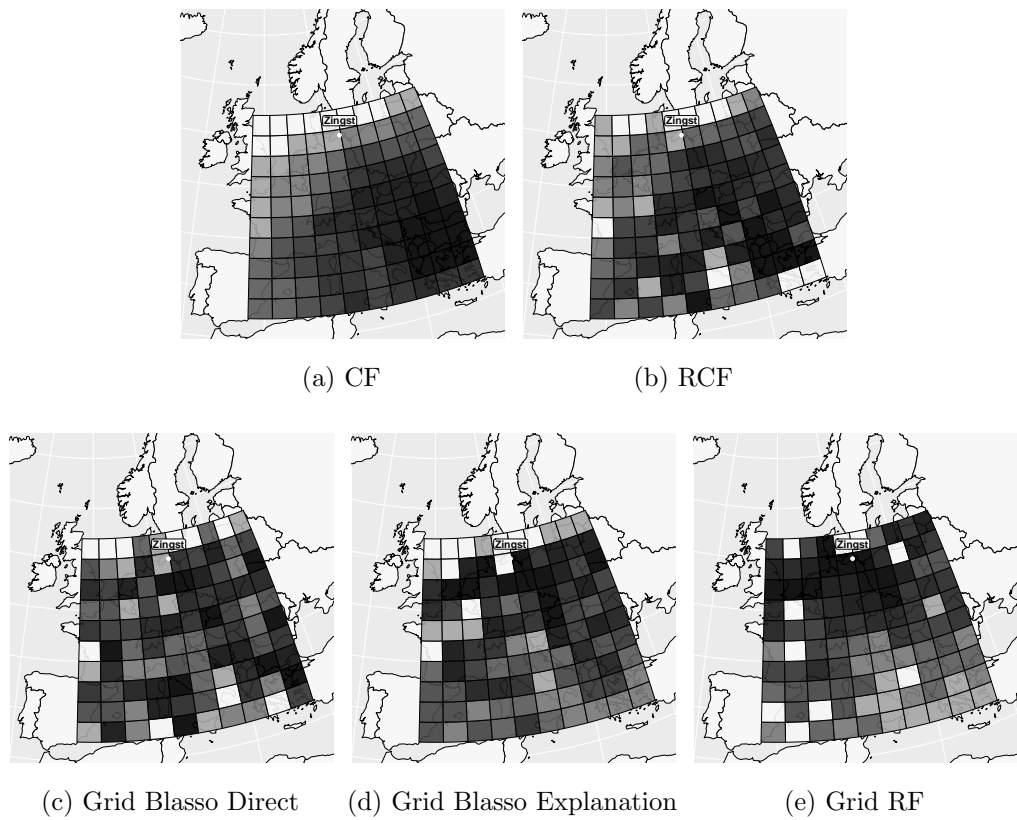 Zingst
Zingst
(a) CF
(b) RCF
Zingst
Zingst
Zingst
(c) Grid Blasso Direct
(d) Grid Blasso Explanation
(e) Grid RF